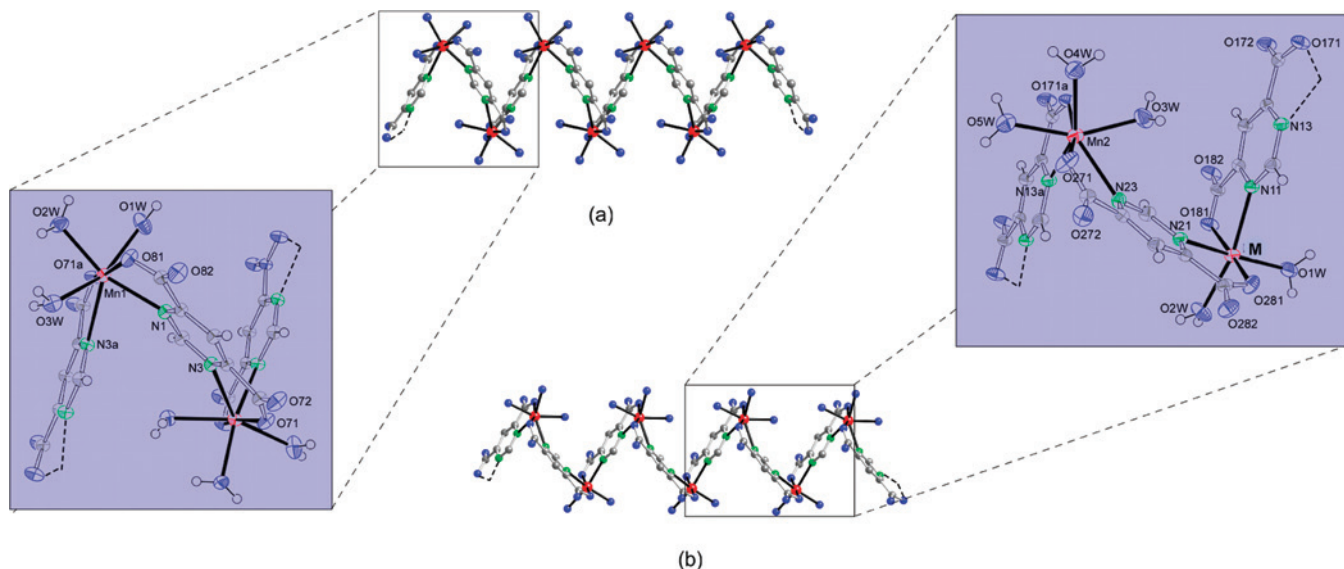 O2W
O1W
O71a
O81
O82
Mn1
O3W
N1
N3a
N3
O72
O71
(a)
O172
O171
O4W
O171a
O5W
O3W
Mn2
N13
O182
O271
N13a
N23
N11
O181
N21
O272
M
O1W
O2W
O281
O282
(b)